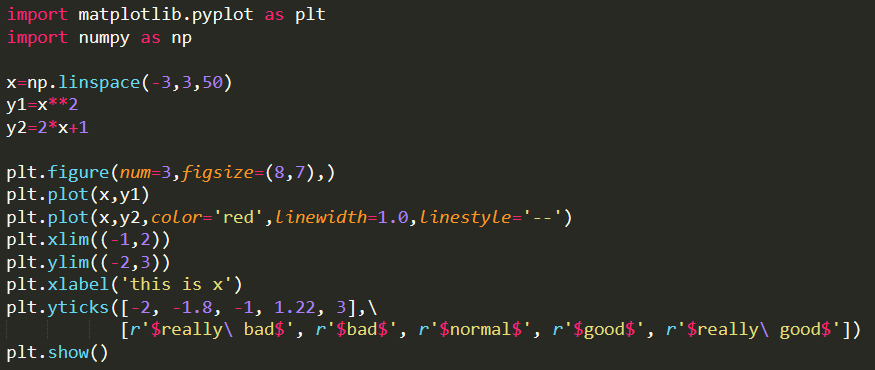 import matplotlib.pyplot as plt
import numpy as np
x=np.linspace(-3,3,50)
y1=x**2
y2=2*x+1
plt.figure(num=3,figsize=(8,7),)
plt.plot(x,y1)
plt.plot(x,y2,color='red',linewidth=1.0,linestyle='--')
plt.xlim((-1,2))
plt.ylim((-2,3))
plt.xlabel('this is x')
plt.yticks([-2, -1.8, -1, 1.22, 3],\
[r'$really\ bad$', r'$bad$', r'$normal$', r'$good$', r'$really\ good$'])
plt.show()